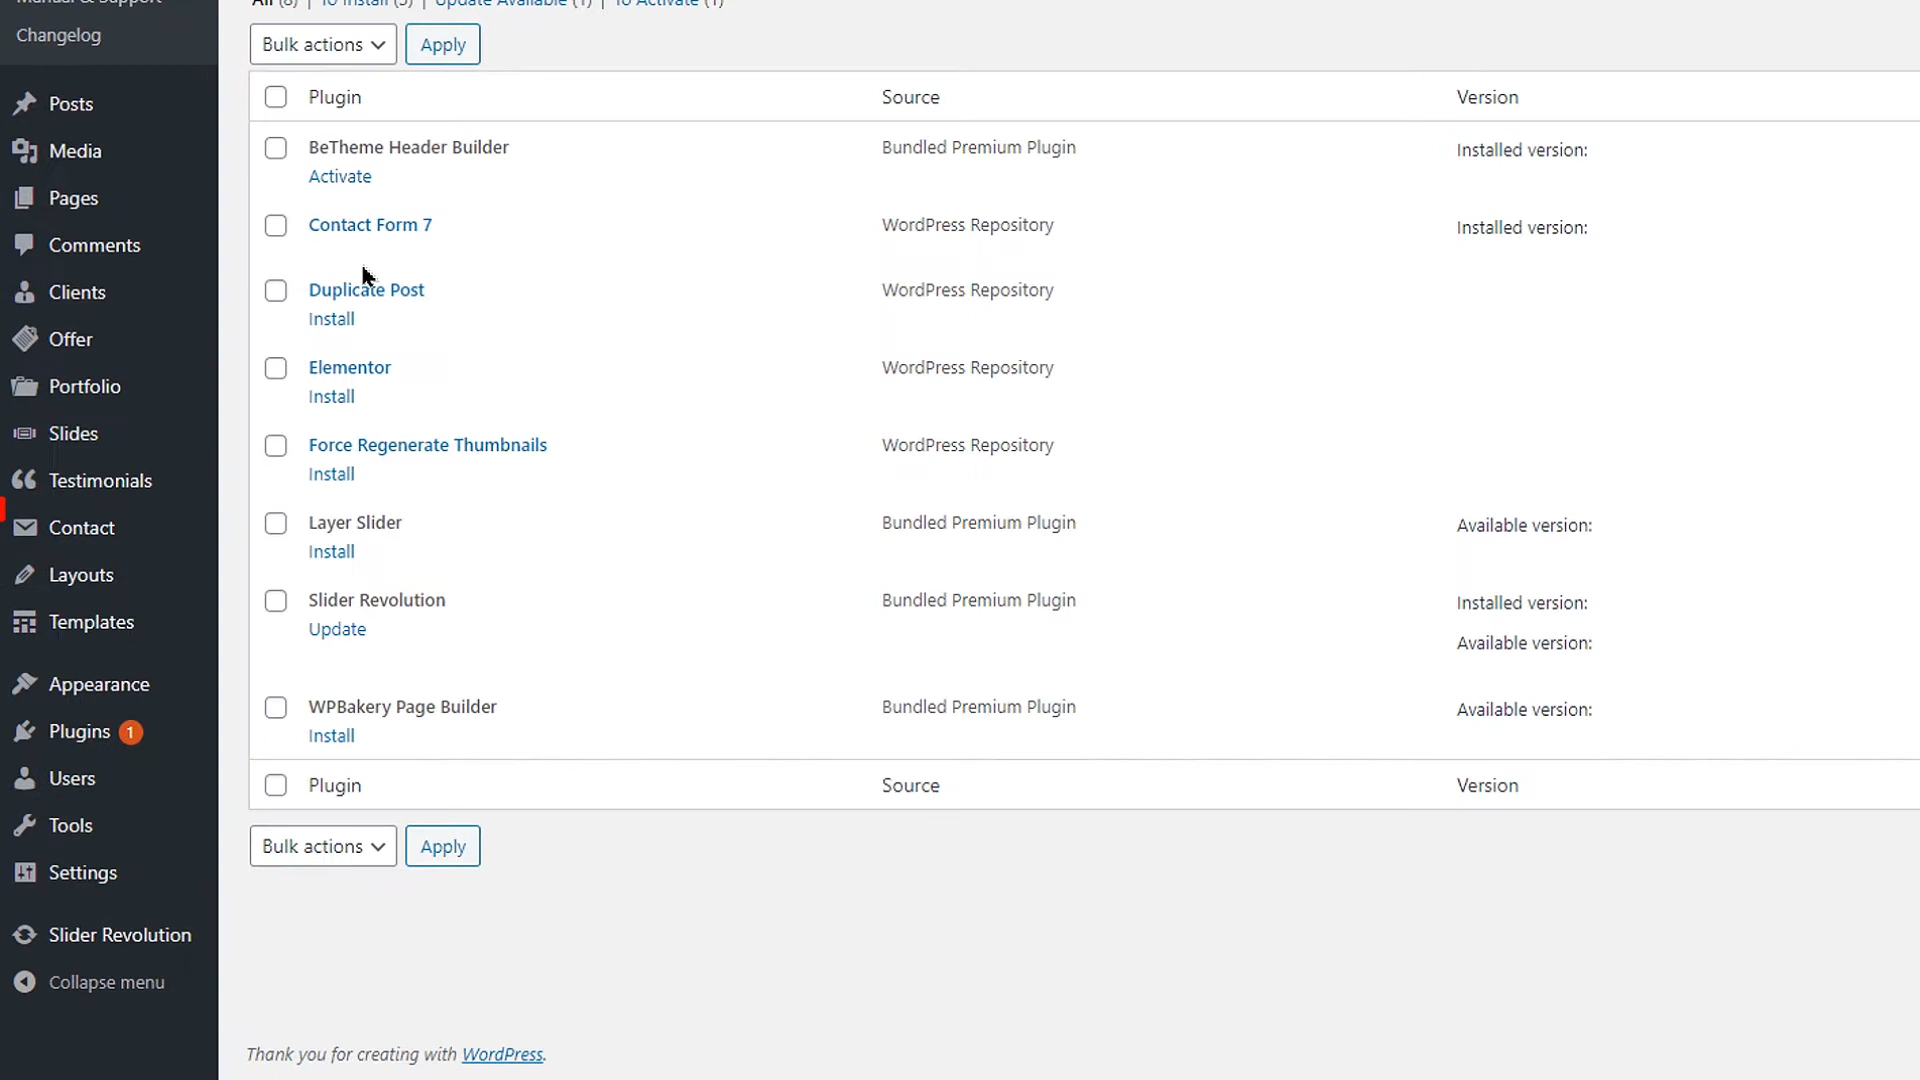 Manual & Support
Changelog
Posts
Media
Pages
Comments
Clients
Offer
Portfolio
Slides
Testimonials
Contact
Layouts
Templates
Appearance
Plugins 1
Users
Tools
Settings
Slider Revolution
Collapse menu
All (8) | To Install (5) | Update Available (1) | To Activate (1)
Bulk actions Apply
Plugin Source Version
BeTheme Header Builder Bundled Premium Plugin Installed version:
Activate
Contact Form 7 WordPress Repository Installed version:
Duplicate Post WordPress Repository
Install
Elementor WordPress Repository
Install
Force Regenerate Thumbnails WordPress Repository
Install
Layer Slider Bundled Premium Plugin Available version:
Install
Slider Revolution Bundled Premium Plugin Installed version:
Update Available version:
WPBakery Page Builder Bundled Premium Plugin Available version:
Install
Plugin Source Version
Bulk actions Apply
Thank you for creating with WordPress.